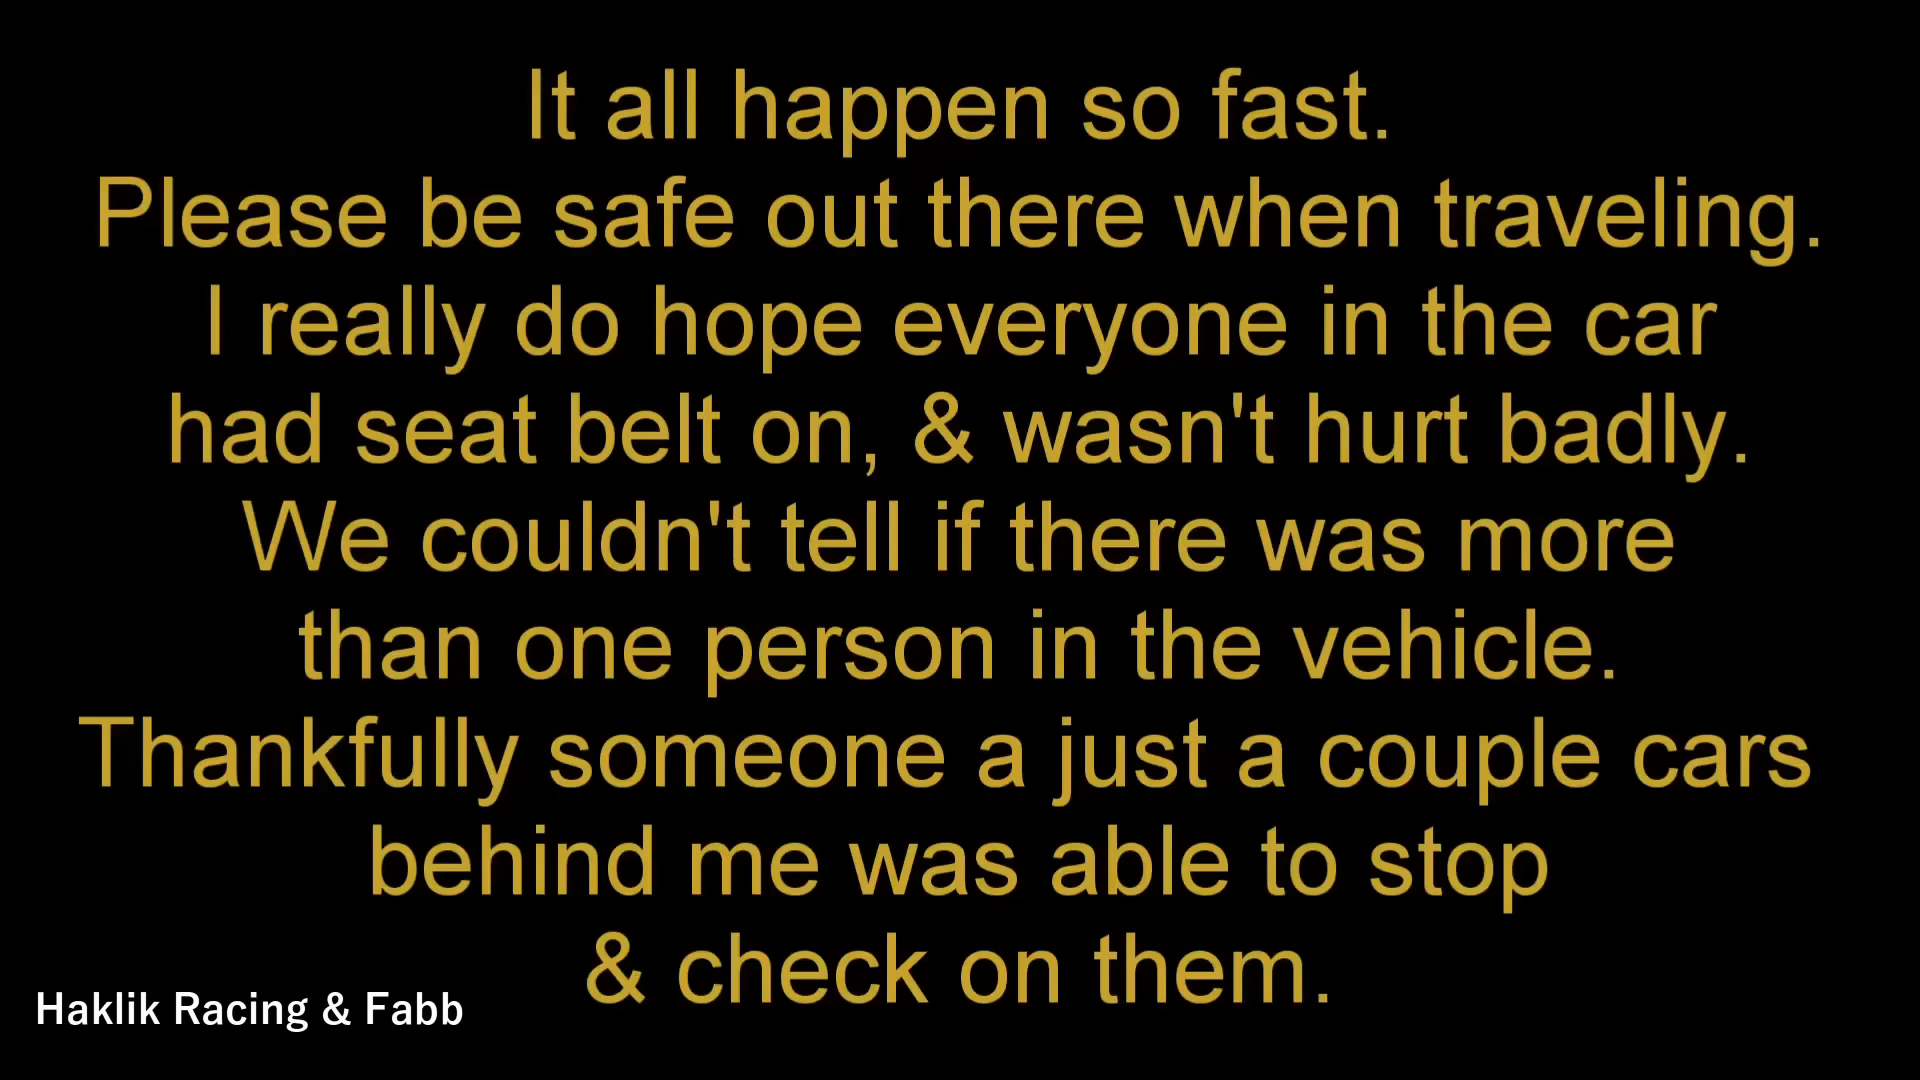 It all happen so fast.
Please be safe out there when traveling.
I really do hope everyone in the car
had seat belt on, & wasn't hurt badly.
We couldn't tell if there was more
than one person in the vehicle.
Thankfully someone a just a couple cars
behind me was able to stop
& check on them.
Haklik Racing & Fabb